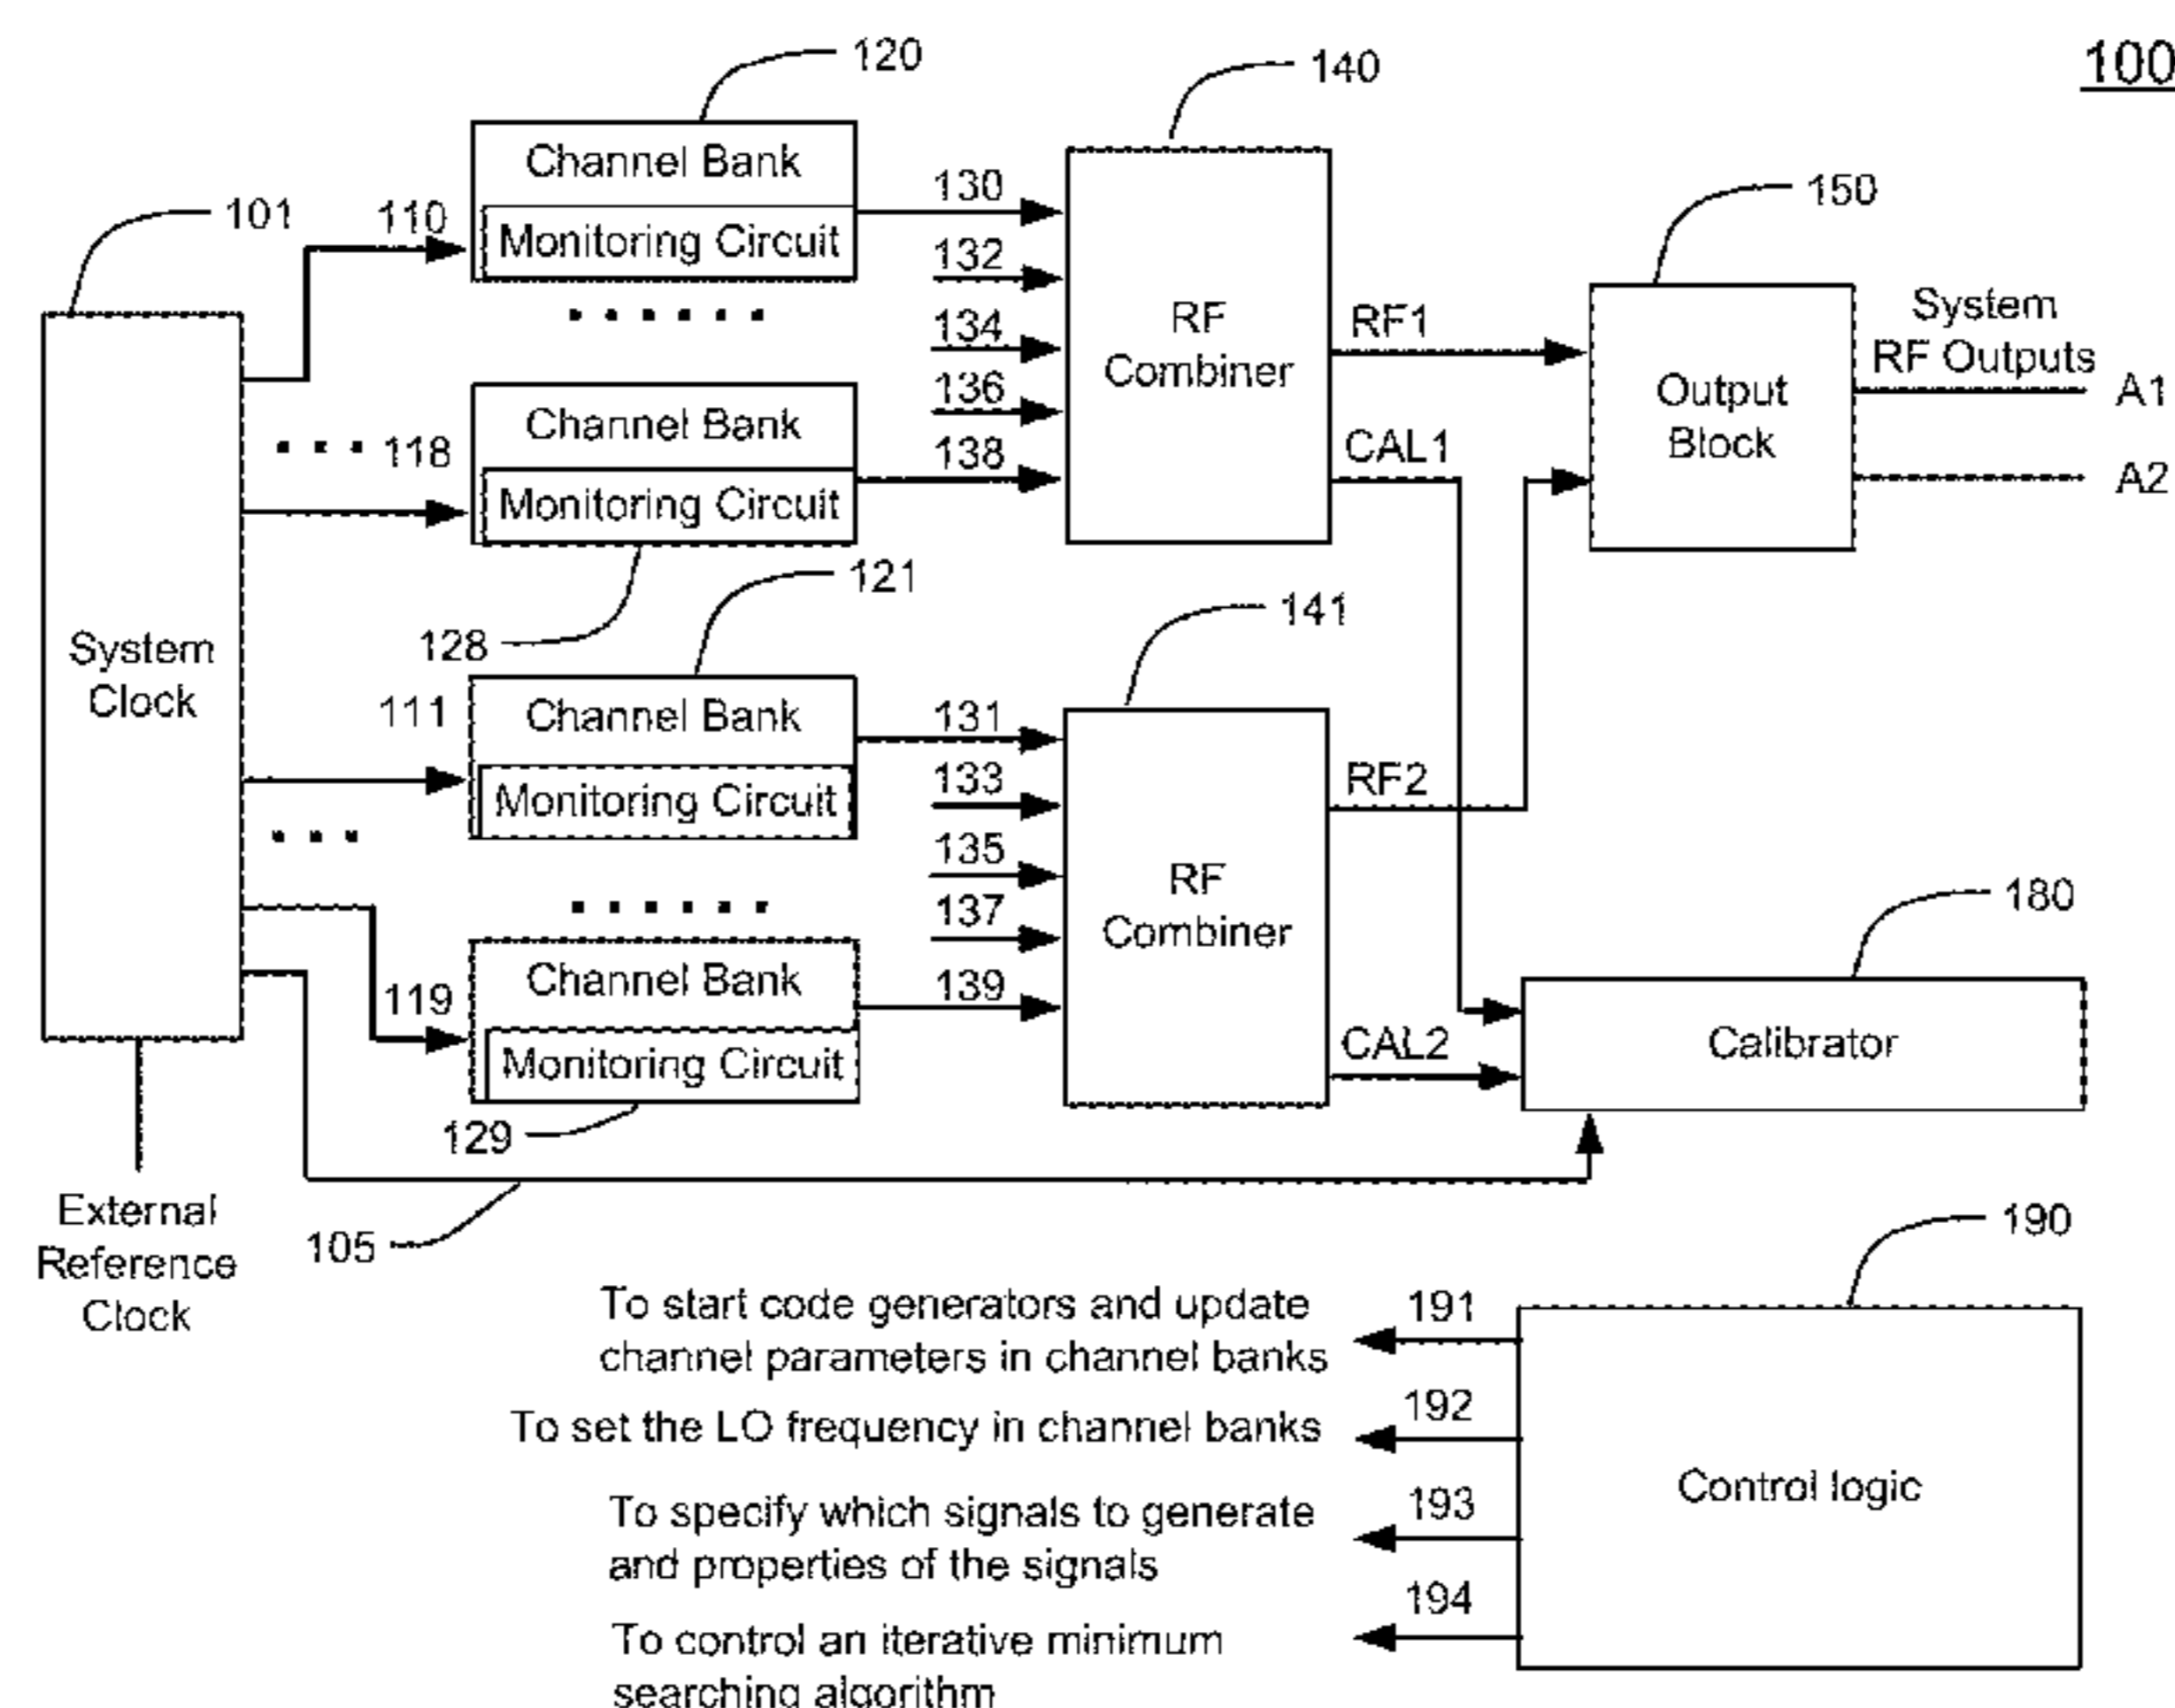 100
120
140
101
110
Channel Bank
Monitoring Circuit
130
132
134
136
138
150
RF
Combiner
RF1
CAL1
System
RF Outputs
A1
A2
Output
Block
118
Channel Bank
Monitoring Circuit
128
121
141
System
Clock
111
Channel Bank
Monitoring Circuit
131
133
135
137
139
RF
Combiner
RF2
CAL2
180
Calibrator
119
Channel Bank
Monitoring Circuit
129
External
Reference
Clock
105
190
To start code generators and update
channel parameters in channel banks
191
To set the LO frequency in channel banks
192
To specify which signals to generate
and properties of the signals
193
To control an iterative minimum
searching algorithm
194
Control logic